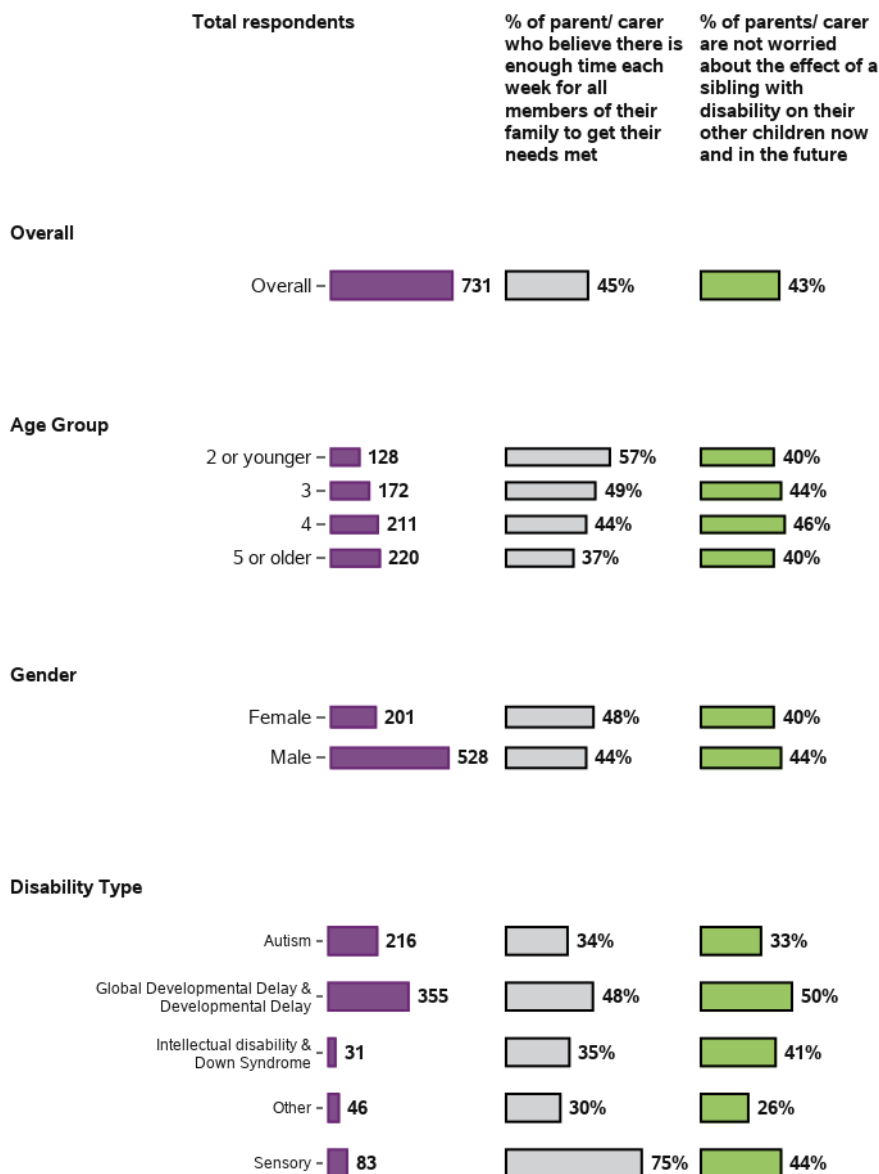 Total respondents
% of parent/ carer
who believe there is
enough time each
week for all
members of their
family to get their
needs met
% of parents/ carer
are not worried
about the effect of a
sibling with
disability on their
other children now
and in the future
Overall
Overall 731 45% 43%
Age Group
2 or younger 128 57% 40%
3 172 49% 44%
4 211 44% 46%
5 or older 220 37% 40%
Gender
Female 201 48% 40%
Male 528 44% 44%
Disability Type
Autism 216 34% 33%
Global Developmental Delay &
Developmental Delay 355 48% 50%
Intellectual disability &
Down Syndrome 31 35% 41%
Other 46 30% 26%
Sensory 83 75% 44%